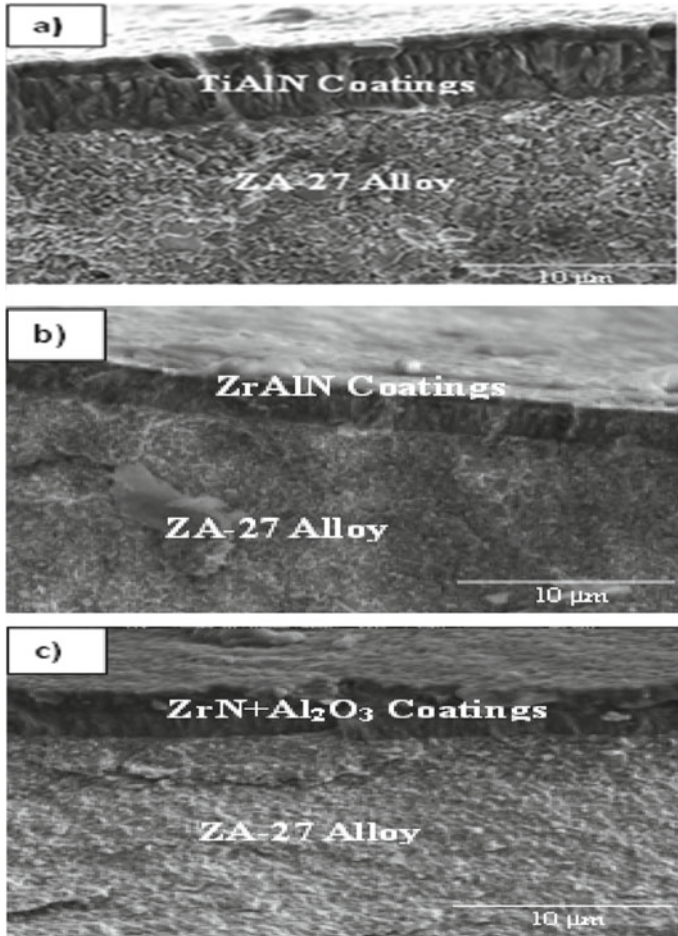 a)
TiAlN Coatings
ZA-27 Alloy
10 μm
b)
ZrAlN Coatings
ZA-27 Alloy
10 μm
c)
ZrN+Al₂O₃ Coatings
ZA-27 Alloy
10 μm